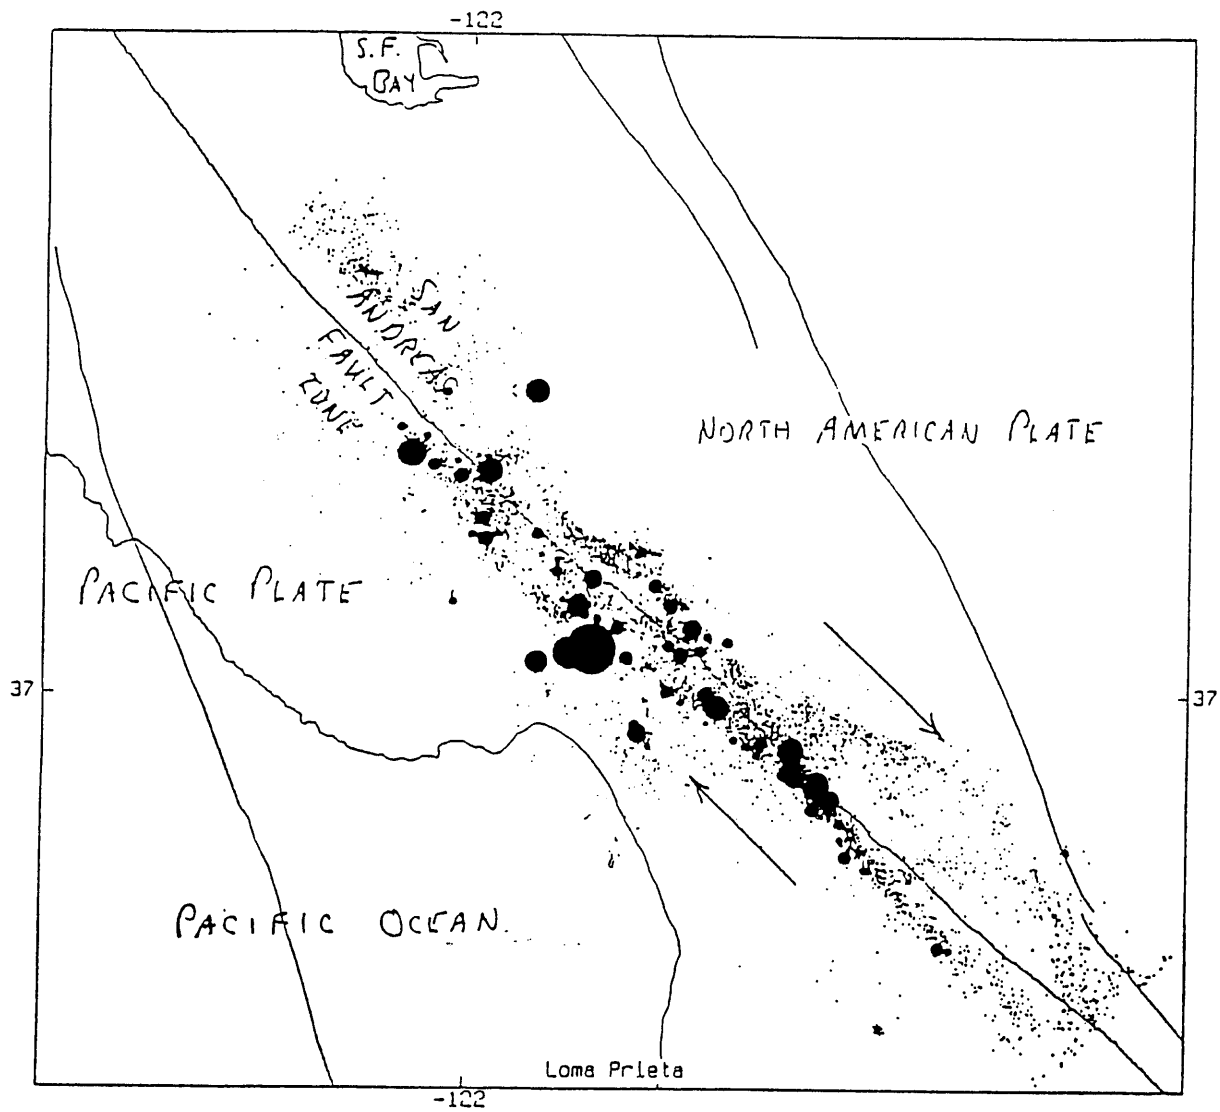 -122
S.F.
BAY
SAN
ANDREAS
FAULT
ZONE
NORTH AMERICAN PLATE
PACIFIC PLATE
37
37
PACIFIC OCEAN.
Loma Prieta
-122